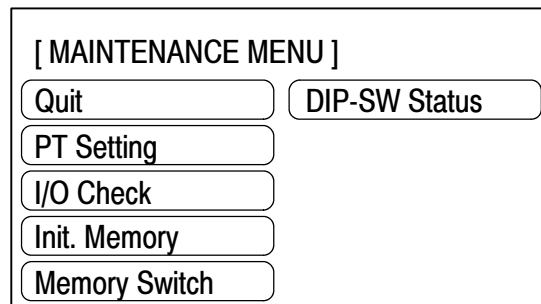 [ MAINTENANCE MENU ]
Quit
DIP-SW Status
PT Setting
I/O Check
Init. Memory
Memory Switch